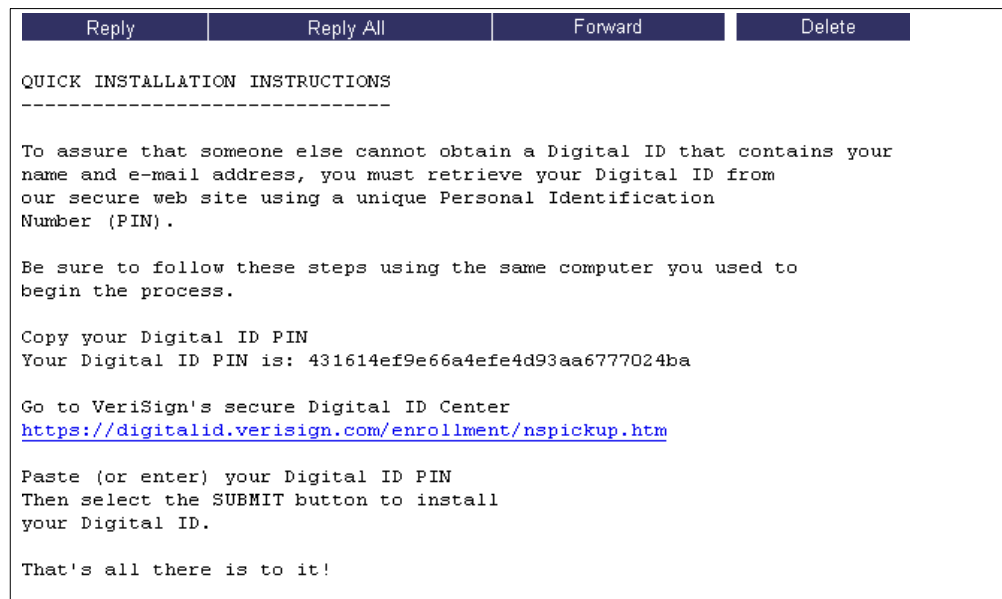 Reply Reply All Forward Delete
QUICK INSTALLATION INSTRUCTIONS
-------------------------------
To assure that someone else cannot obtain a Digital ID that contains your
name and e-mail address, you must retrieve your Digital ID from
our secure web site using a unique Personal Identification
Number (PIN).
Be sure to follow these steps using the same computer you used to
begin the process.
Copy your Digital ID PIN
Your Digital ID PIN is: 431614ef9e66a4efe4d93aa6777024ba
Go to VeriSign's secure Digital ID Center
https://digitalid.verisign.com/enrollment/nspickup.htm
Paste (or enter) your Digital ID PIN
Then select the SUBMIT button to install
your Digital ID.
That's all there is to it!